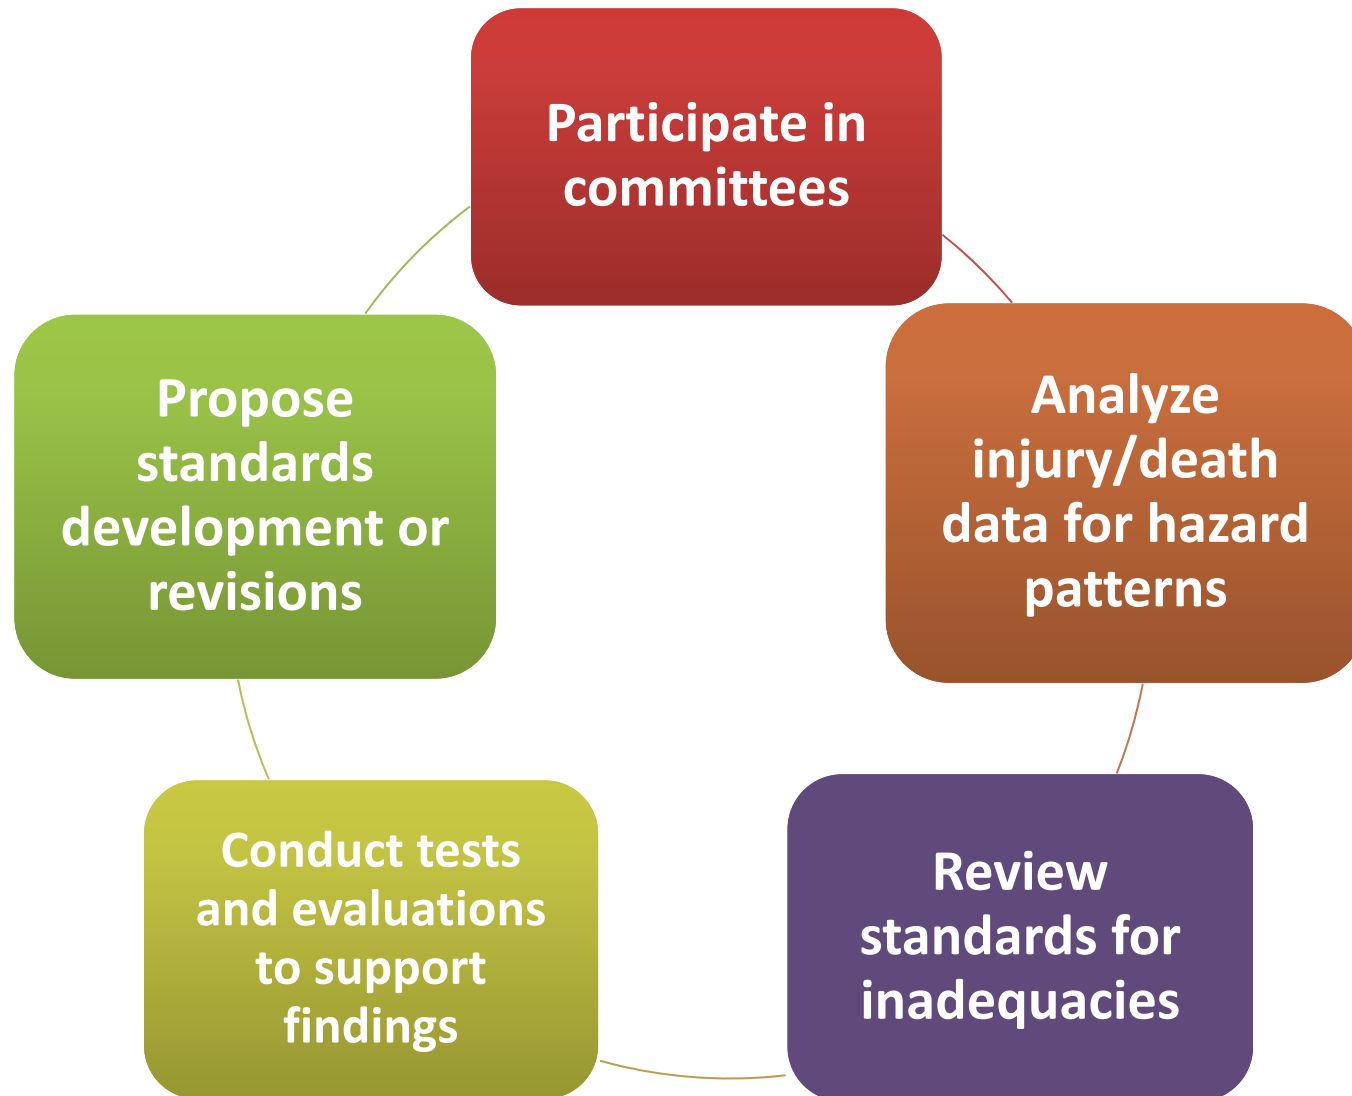 Participate in
committees
Analyze
injury/death
data for hazard
patterns
Review
standards for
inadequacies
Conduct tests
and evaluations
to support
findings
Propose
standards
development or
revisions